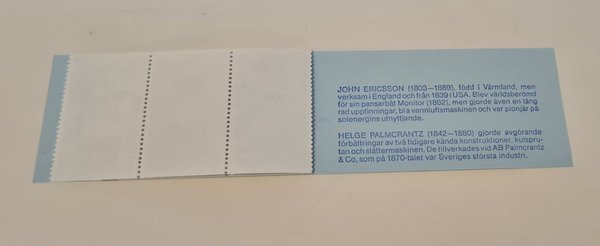 JOHN ERICSSON (1803—1889), född i Värmland, men
verksam i England och från 1839 i USA. Blev världsberömd
för sin pansarbåt Monitor (1862), men gjorde även en lång
rad uppfinningar, bl a varmluftsmaskinen och var pionjär på
solenergins utnyttjande.
HELGE PALMCRANTZ (1842—1880) gjorde avgörande
förbättringar av två tidigare kända konstruktioner, kulspru-
tan och slåttermaskinen. De tillverkades vid AB Palmcrantz
& Co, som på 1870-talet var Sveriges största industri.